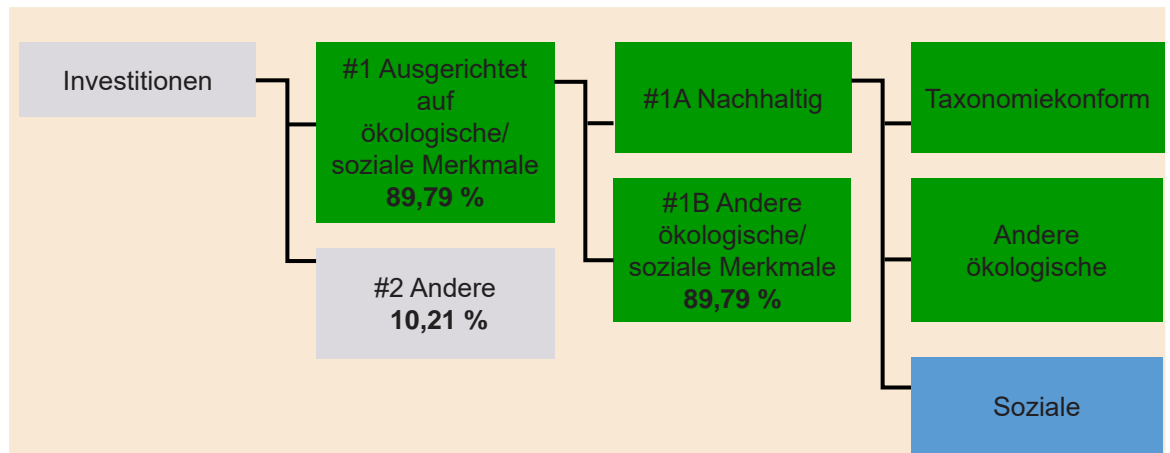 Investitionen
#1 Ausgerichtet
auf
ökologische/
soziale Merkmale
89,79 %
#2 Andere
10,21 %
#1A Nachhaltig
#1B Andere
ökologische/
soziale Merkmale
89,79 %
Taxonomiekonform
Andere
ökologische
Soziale